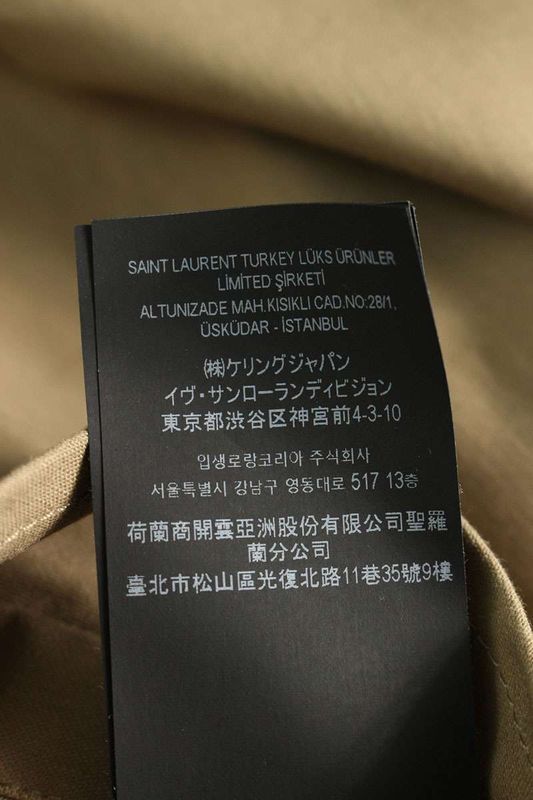 SAINT LAURENT TURKEY LÜKS ÜRÜNLER
LİMİTED ŞİRKETİ
ALTUNIZADE MAH.KISIKLI CAD.NO:28/1,
ÜSKÜDAR - İSTANBUL
㈱ケリングジャパン
イヴ・サンローランディビジョン
東京都渋谷区神宮前4-3-10
입생로랑코리아 주식회사
서울특별시 강남구 영동대로 517 13층
荷蘭商開雲亞洲股份有限公司聖羅
蘭分公司
臺北市松山區光復北路11巷35號9樓